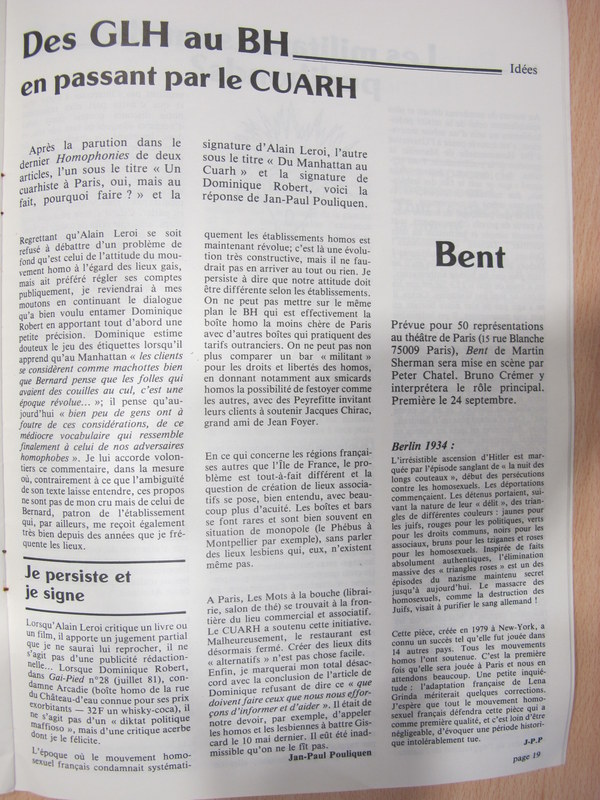 Des GLH au BH
Idées
en passant par le CUARH
Après la parution dans le
dernier Homophonies de deux
articles, l'un sous le titre « Un
cuarhiste à Paris, oui, mais au
fait, pourquoi faire ? » et la
signature d'Alain Leroi, l'autre
sous le titre « Du Manhattan au
Cuarh » et la signature de
Dominique Robert, voici la
réponse de Jan-Paul Pouliquen.
Regrettant qu'Alain Leroi se soit
refusé à débattre d'un problème de
fond qu'est celui de l'attitude du mou-
vement homo à l'égard des lieux gais,
mais ait préféré régler ses comptes
publiquement, je reviendrai à mes
moutons en continuant le dialogue
qu'a bien voulu entamer Dominique
Robert en apportant tout d'abord une
petite précision. Dominique estime
douteux le jeu des étiquettes lorsqu'il
apprend qu'au Manhattan « les clients
se considèrent comme machottes bien
que Bernard pense que les folles qui
avaient des couilles au cul, c'est une
époque révolue... »; il pense qu'au-
jourd'hui « bien peu de gens ont à
foutre de ces considérations, de ce
médiocre vocabulaire qui ressemble
finalement à celui de nos adversaires
homophobes ». Je lui accorde volon-
tiers ce commentaire, dans la mesure
où, contrairement à ce que l'ambiguïté
de son texte laisse entendre, ces propos
ne sont pas de mon cru mais de celui de
Bernard, patron de l'établissement
qui, par ailleurs, me reçoit également
très bien depuis des années que je fré-
quente les lieux.
Je persiste et
je signe
Lorsqu'Alain Leroi critique un livre ou
un film, il apporte un jugement partial
que je ne saurai lui reprocher, il ne
s'agit pas d'une publicité rédaction-
nelle... Lorsque Dominique Robert,
dans Gai-Pied n°28 (juillet 81), con-
damne Arcadie (boîte homo de la rue
du Château-d'eau connue pour ses prix
exorbitants — 32F un whisky-coca), il
ne s'agit pas d'un « diktat politique
maffioso », mais d'une critique acerbe
dont je le félicite.
L'époque où le mouvement homo-
sexuel français condamnait systémati-
quement les établissements homos est
maintenant révolue; c'est là une évolu-
tion très constructive, mais il ne fau-
drait pas en arriver au tout ou rien. Je
persiste à dire que notre attitude doit
être différente selon les établissements.
On ne peut pas mettre sur le même
plan le BH qui est effectivement la
boîte homo la moins chère de Paris
avec d'autres boîtes qui pratiquent des
tarifs outranciers. On ne peut pas non
plus comparer un bar « militant »
pour les droits et libertés des homos,
en donnant notamment aux smicards
homos la possibilité de festoyer comme
les autres, avec des Peyrefitte invitant
leurs clients à soutenir Jacques Chirac,
grand ami de Jean Foyer.
En ce qui concerne les régions françai-
ses autres que l'Île de France, le pro-
blème est tout-à-fait différent et la
question de création de lieux associa-
tifs se pose, bien entendu, avec beau-
coup plus d'acuité. Les boîtes et bars
se font rares et sont bien souvent en
situation de monopole (le Phébus à
Montpellier par exemple), sans parler
des lieux lesbiens qui, eux, n'existent
même pas.
A Paris, Les Mots à la bouche (librai-
rie, salon de thé) se trouvait à la fron-
tière du lieu commercial et associatif.
Le CUARH a soutenu cette initiative.
Malheureusement, le restaurant est
désormais fermé. Créer des lieux dits
« alternatifs » n'est pas chose facile.
Enfin, je marquerai mon total désac-
cord avec la conclusion de l'article de
Dominique refusant de dire ce « que
doivent faire ceux que nous nous effor-
çons d'informer et d'aider ». Il était de
notre devoir, par exemple, d'appeler
les homos et les lesbiennes à battre Gis-
card le 10 mai dernier. Il eût été inad-
missible qu'on ne le fît pas.
Jan-Paul Pouliquen
Bent
Prévue pour 50 représentations
au théâtre de Paris (15 rue Blanche
75009 Paris), Bent de Martin
Sherman sera mise en scène par
Peter Chatel. Bruno Crémer y
interprétera le rôle principal.
Première le 24 septembre.
Berlin 1934 :
L'irrésistible ascension d'Hitler est mar-
quée par l'épisode sanglant de « la nuit des
longs couteaux », début des persécutions
contre les homosexuels. Les déportations
commençaient. Les détenus portaient, sui-
vant la nature de leur « délit », des trian-
gles de différentes couleurs : jaunes pour
les juifs, rouges pour les politiques, verts
pour les droits communs, noirs pour les
associaux, bruns pour les tziganes et roses
pour les homosexuels. Inspirée de faits
absolument authentiques, l'élimination
massive des « triangles roses » est un des
épisodes du nazisme maintenu secret
jusqu'à aujourd'hui. Le massacre des
homosexuels, comme la destruction des
Juifs, visait à purifier le sang allemand !
Cette pièce, créée en 1979 à New-York, a
connu un succès tel qu'elle fut jouée dans
14 autres pays. Tous les mouvements
homos l'ont soutenue. C'est la première
fois qu'elle sera jouée à Paris et nous en
attendons beaucoup. Une petite inquié-
tude : l'adaptation française de Lena
Grinda mériterait quelques corrections.
J'espère que tout le mouvement homo-
sexuel français défendra cette pièce qui a
comme première qualité, et c'est loin d'être
négligeable, d'évoquer une période histori-
que intolérablement tue.
J-P.P
page 19